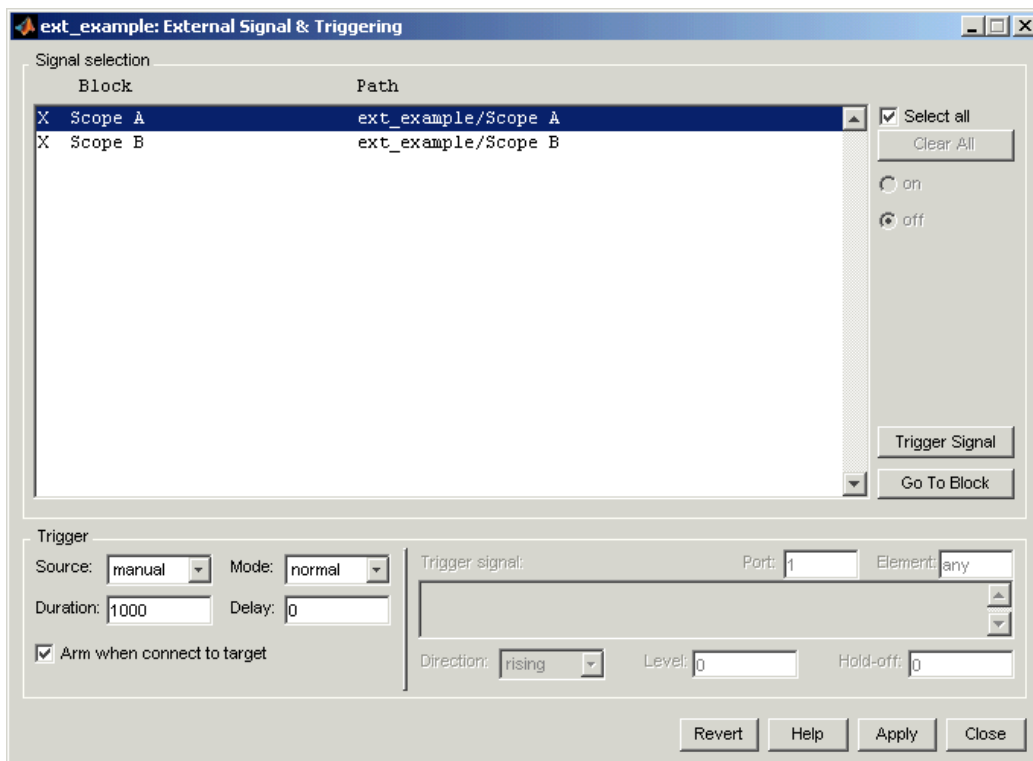 ext_example: External Signal & Triggering
Signal selection
Block Path
X Scope A ext_example/Scope A
X Scope B ext_example/Scope B
Select all
Clear All
on
off
Trigger Signal
Go To Block
Trigger
Source: manual Mode: normal
Duration: 1000 Delay: 0
Arm when connect to target
Trigger signal: Port: 1 Element: any
Direction: rising Level: 0 Hold-off: 0
Revert Help Apply Close